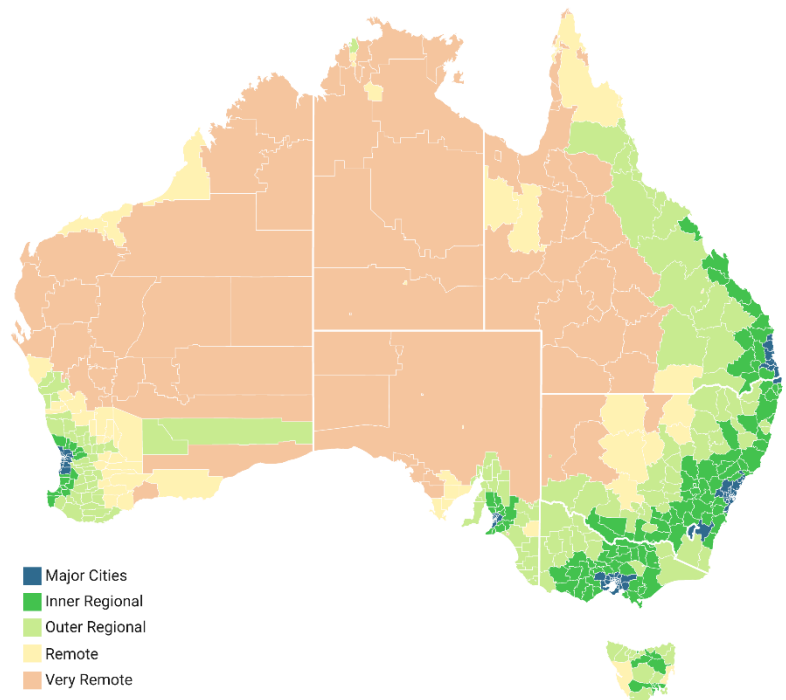 Major Cities
Inner Regional
Outer Regional
Remote
Very Remote